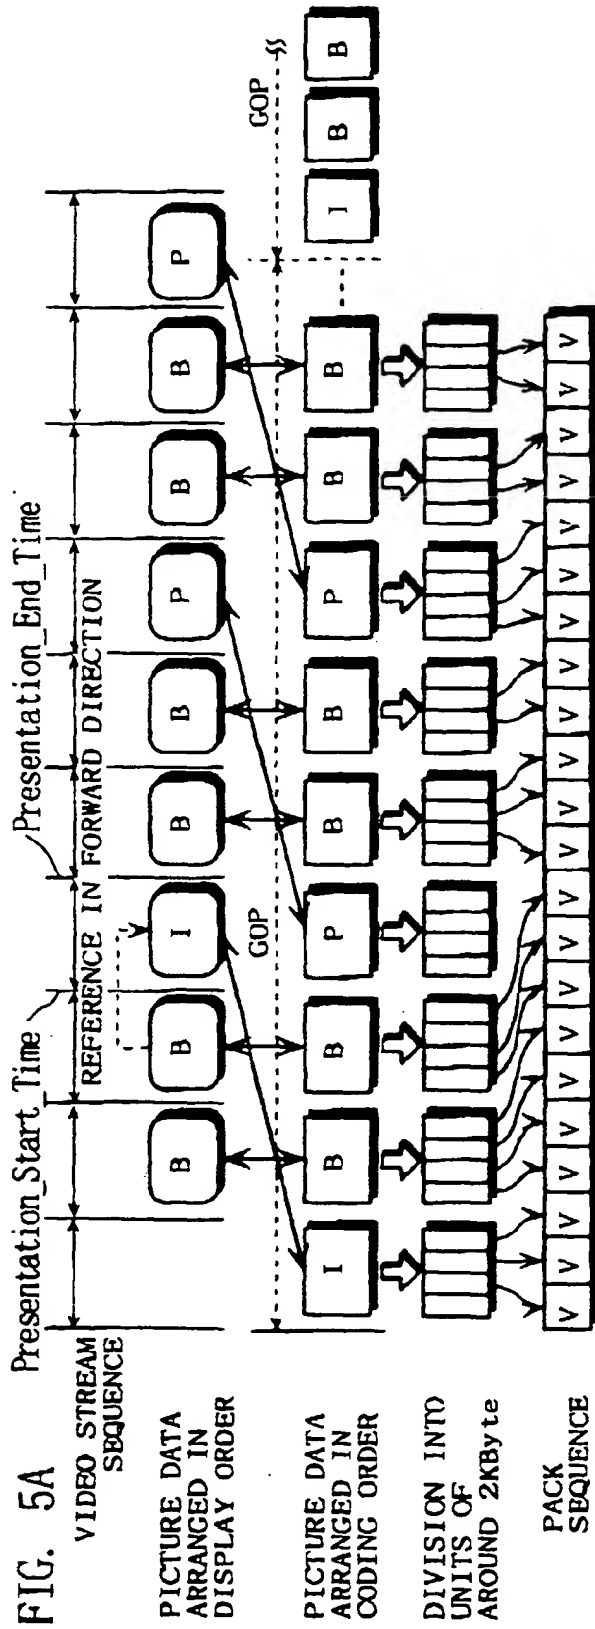 FIG. 5A
Presentation_Start_Time
Presentation_End_Time
VIDEO STREAM
SEQUENCE
REFERENCE IN FORWARD DIRECTION
PICTURE DATA
ARRANGED IN
DISPLAY ORDER
B B I B B P B B P
GOP
GOP
PICTURE DATA
ARRANGED IN
CODING ORDER
I B B P B B P B B I B B
DIVISION INTO
UNITS OF
AROUND 2KByte
PACK
SEQUENCE
V V V V V V V V V V V V V V V V V V V V V V